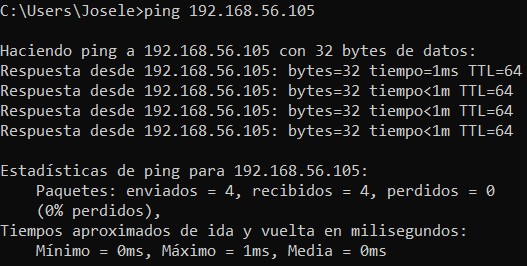 C:\Users\Josele>ping 192.168.56.105
Haciendo ping a 192.168.56.105 con 32 bytes de datos:
Respuesta desde 192.168.56.105: bytes=32 tiempo=1ms TTL=64
Respuesta desde 192.168.56.105: bytes=32 tiempo<1m TTL=64
Respuesta desde 192.168.56.105: bytes=32 tiempo<1m TTL=64
Respuesta desde 192.168.56.105: bytes=32 tiempo<1m TTL=64
Estadísticas de ping para 192.168.56.105:
Paquetes: enviados = 4, recibidos = 4, perdidos = 0
(0% perdidos),
Tiempos aproximados de ida y vuelta en milisegundos:
Mínimo = 0ms, Máximo = 1ms, Media = 0ms